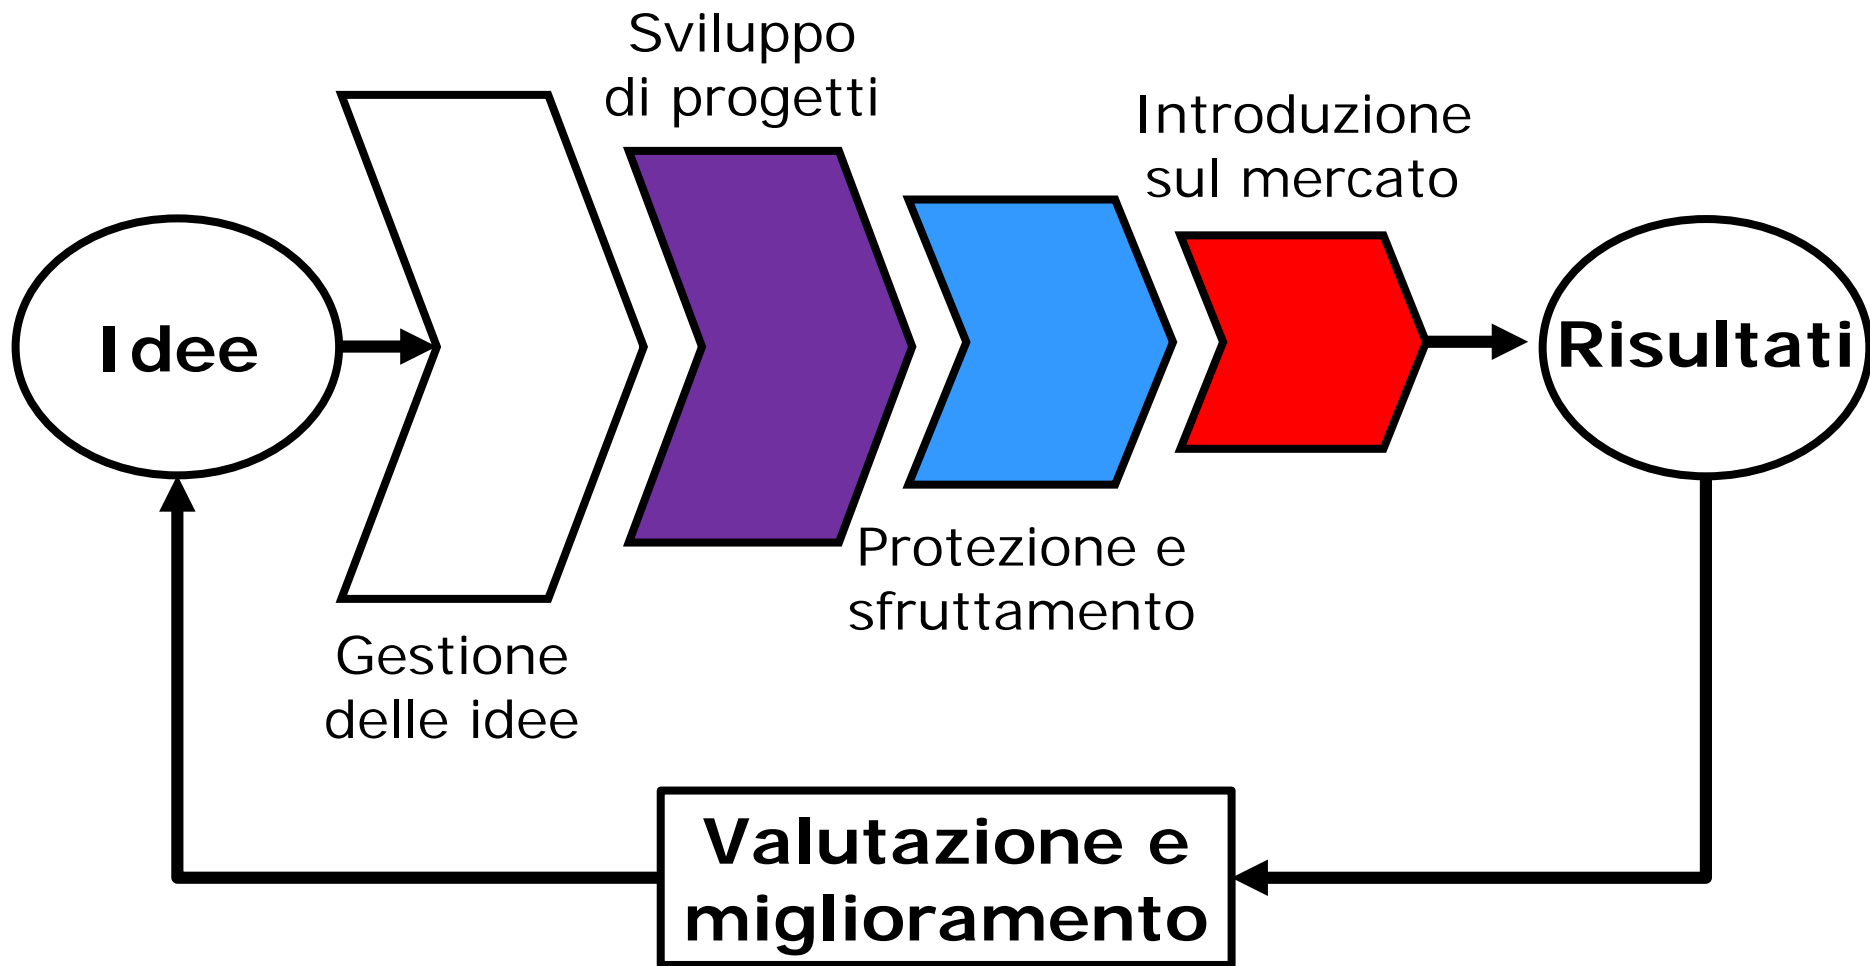 Sviluppo
di progetti
Introduzione
sul mercato
Idee
Risultati
Protezione e
sfruttamento
Gestione
delle idee
Valutazione e
miglioramento